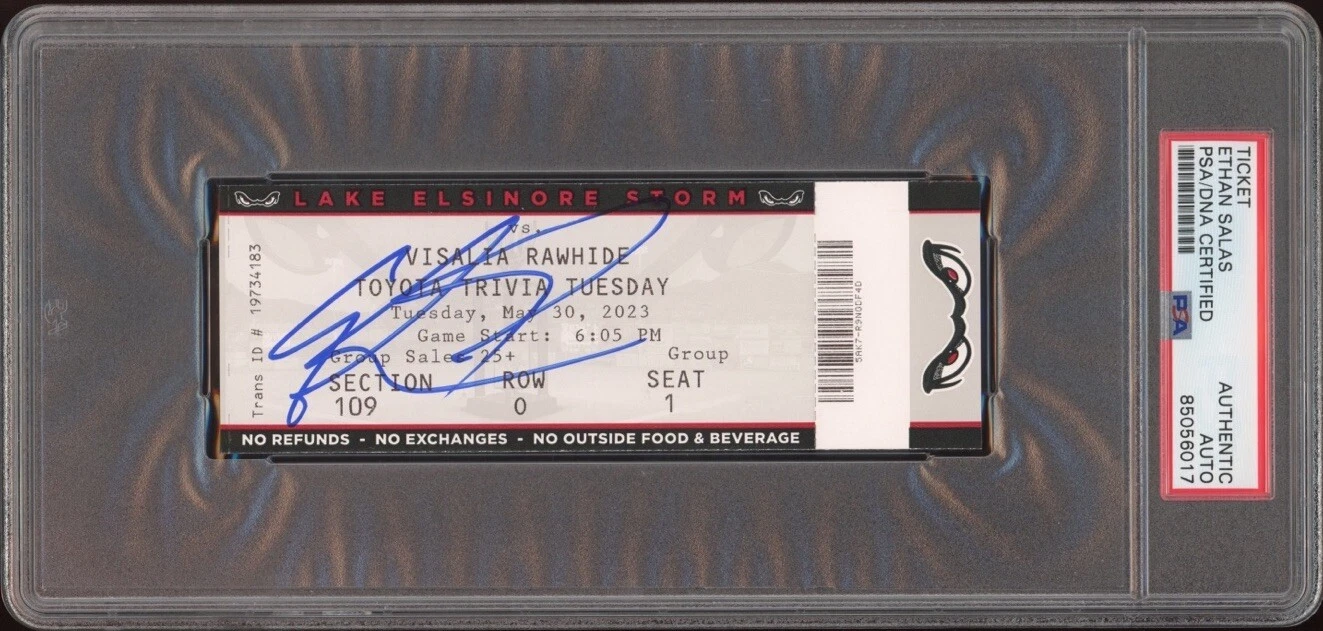 LAKE ELSINORE STORM
vs.
VISALIA RAWHIDE
TOYOTA TRIVIA TUESDAY
Tuesday, May 30, 2023
Game Start: 6:05 PM
Group Sales 25+ Group
SECTION ROW SEAT
109 0 1
NO REFUNDS - NO EXCHANGES - NO OUTSIDE FOOD & BEVERAGE
Trans ID # 19734183
TICKET
ETHAN SALAS
PSA/DNA CERTIFIED
PSA
AUTHENTIC
AUTO
85056017